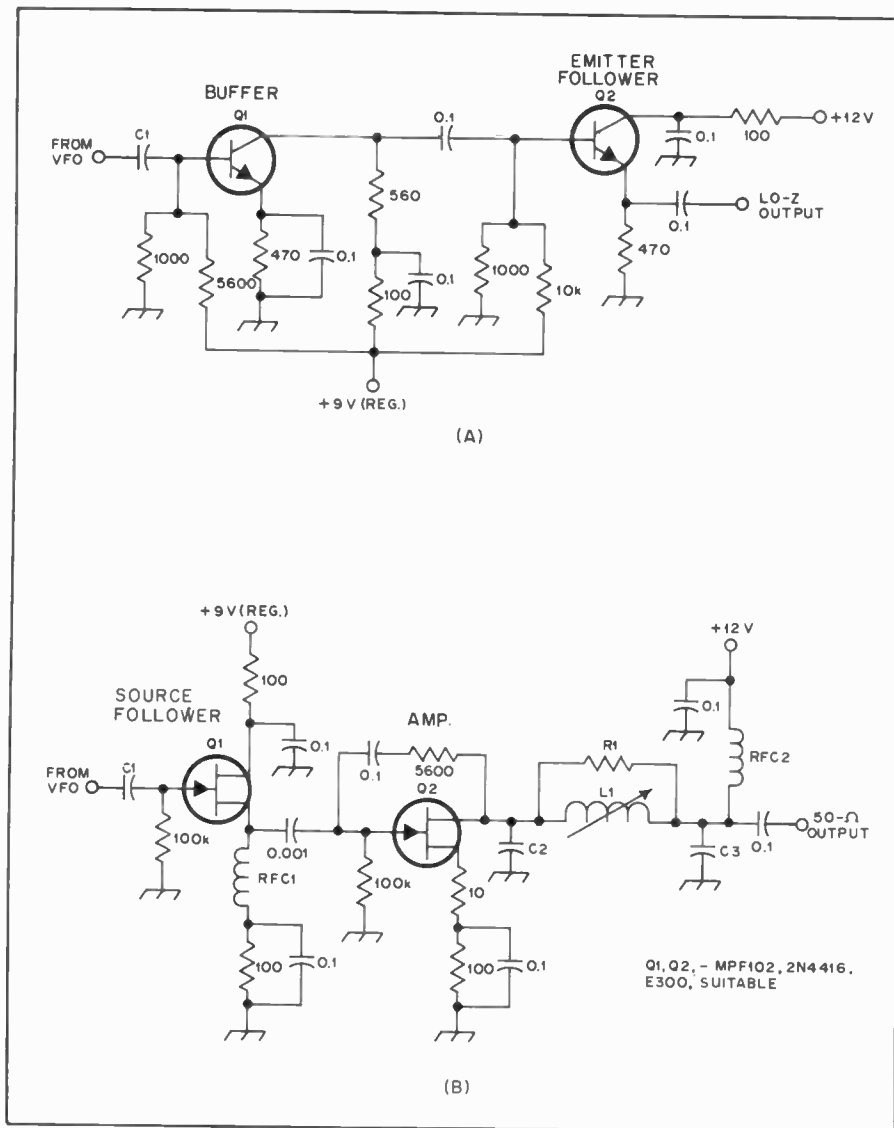 BUFFER
Q1
EMITTER
FOLLOWER
Q2
FROM
VFO
C1
0.1
+12V
100
0.1
560
LO-Z
OUTPUT
0.1
1000
5600
470
0.1
0.1
100
1000
10k
470
+9V(REG.)
(A)
+9V(REG.)
100
+12V
SOURCE
FOLLOWER
Q1
0.1
AMP.
0.1
5600
Q2
R1
L1
0.1
RFC2
FROM
VFO
C1
100k
0.001
RFC1
100k
C2
C3
0.1
50-Ω
OUTPUT
10
100
0.1
100
0.1
Q1,Q2,- MPF102, 2N4416,
E300, SUITABLE
(B)